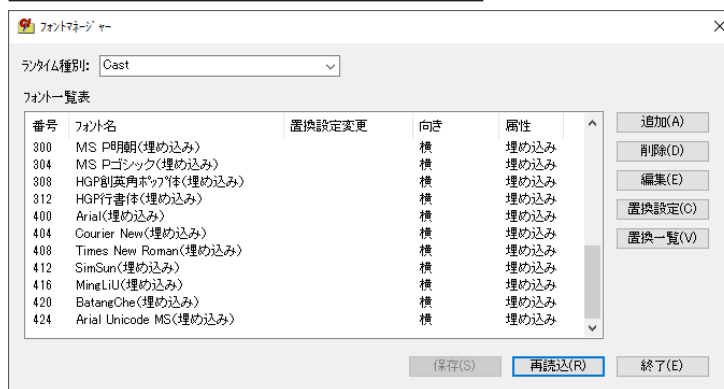 フォントマネージャー
ランタイム種別: Cast
フォント一覧表
番号 フォント名 置換設定変更 向き 属性
300 MS P明朝(埋め込み) 横 埋め込み
304 MS Pゴシック(埋め込み) 横 埋め込み
308 HGP創英角ポップ体(埋め込み) 横 埋め込み
312 HGP行書体(埋め込み) 横 埋め込み
400 Arial(埋め込み) 横 埋め込み
404 Courier New(埋め込み) 横 埋め込み
408 Times New Roman(埋め込み) 横 埋め込み
412 SimSun(埋め込み) 横 埋め込み
416 MingLiU(埋め込み) 横 埋め込み
420 BatangChe(埋め込み) 横 埋め込み
424 Arial Unicode MS(埋め込み) 横 埋め込み
追加(A)
削除(D)
編集(E)
置換設定(C)
置換一覧(V)
保存(S) 再読込(R) 終了(E)